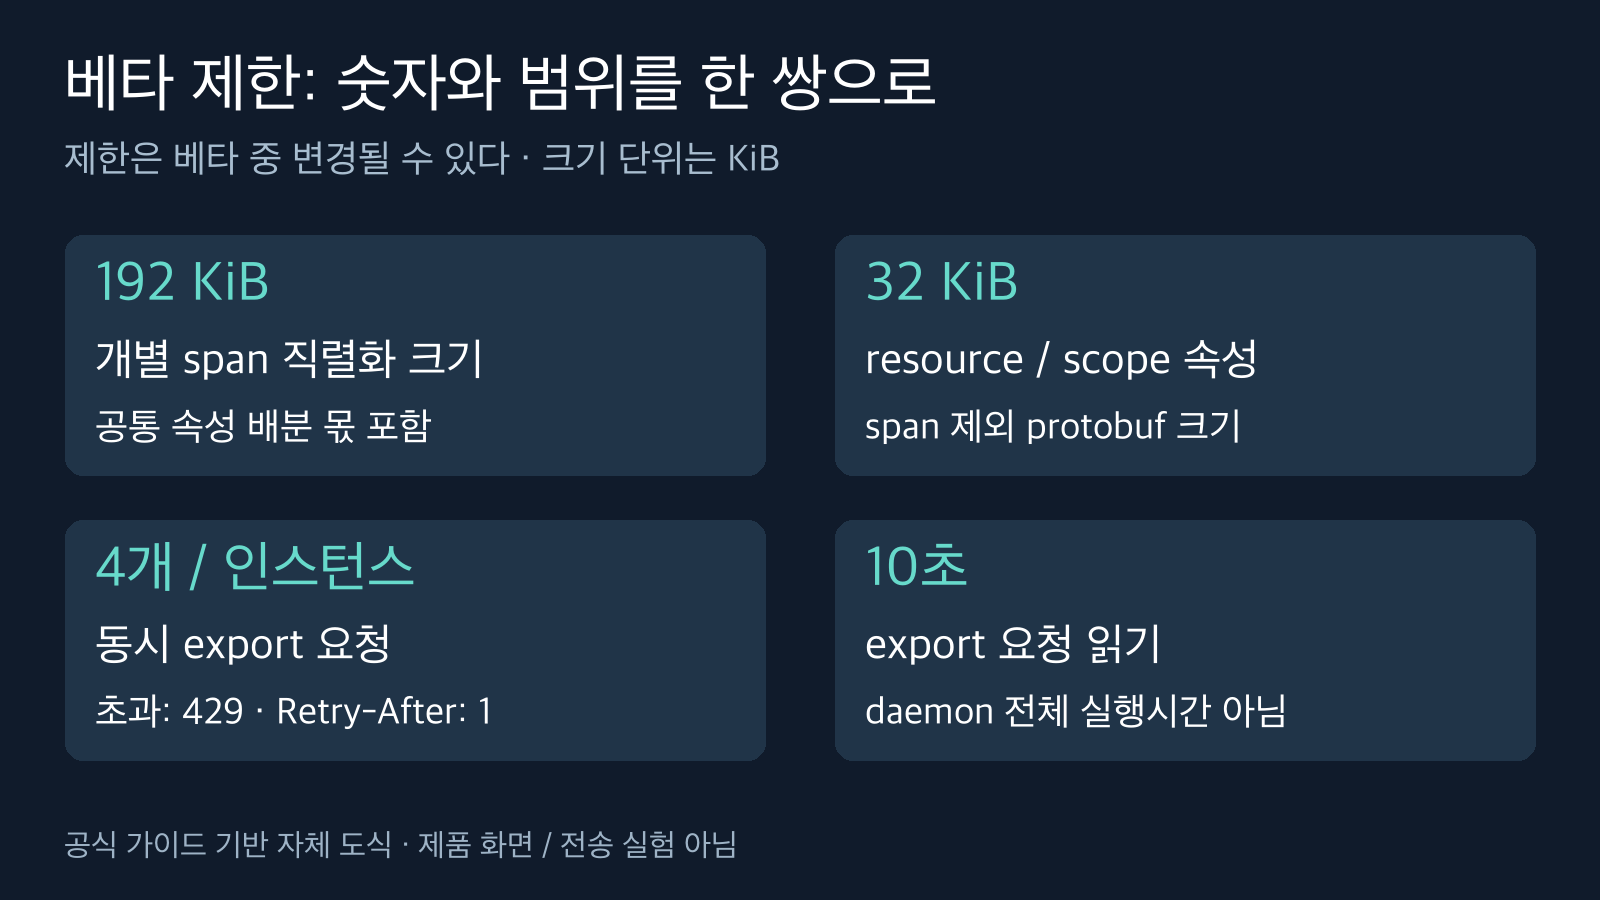 베타 제한: 숫자와 범위를 한 쌍으로
제한은 베타 중 변경될 수 있다 · 크기 단위는 KiB
192 KiB
개별 span 직렬화 크기
공통 속성 배분 몫 포함
32 KiB
resource / scope 속성
span 제외 protobuf 크기
4개 / 인스턴스
동시 export 요청
초과: 429 · Retry-After: 1
10초
export 요청 읽기
daemon 전체 실행시간 아님
공식 가이드 기반 자체 도식 · 제품 화면 / 전송 실험 아님